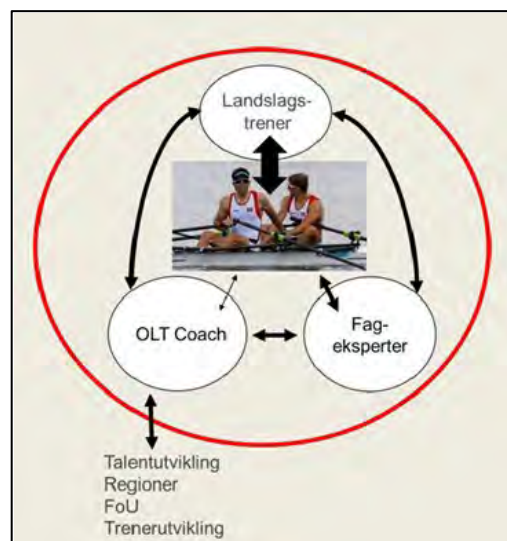 Landslags-
trener
OLT Coach
Fag-
eksperter
Talentutvikling
Regioner
FoU
Trenerutvikling